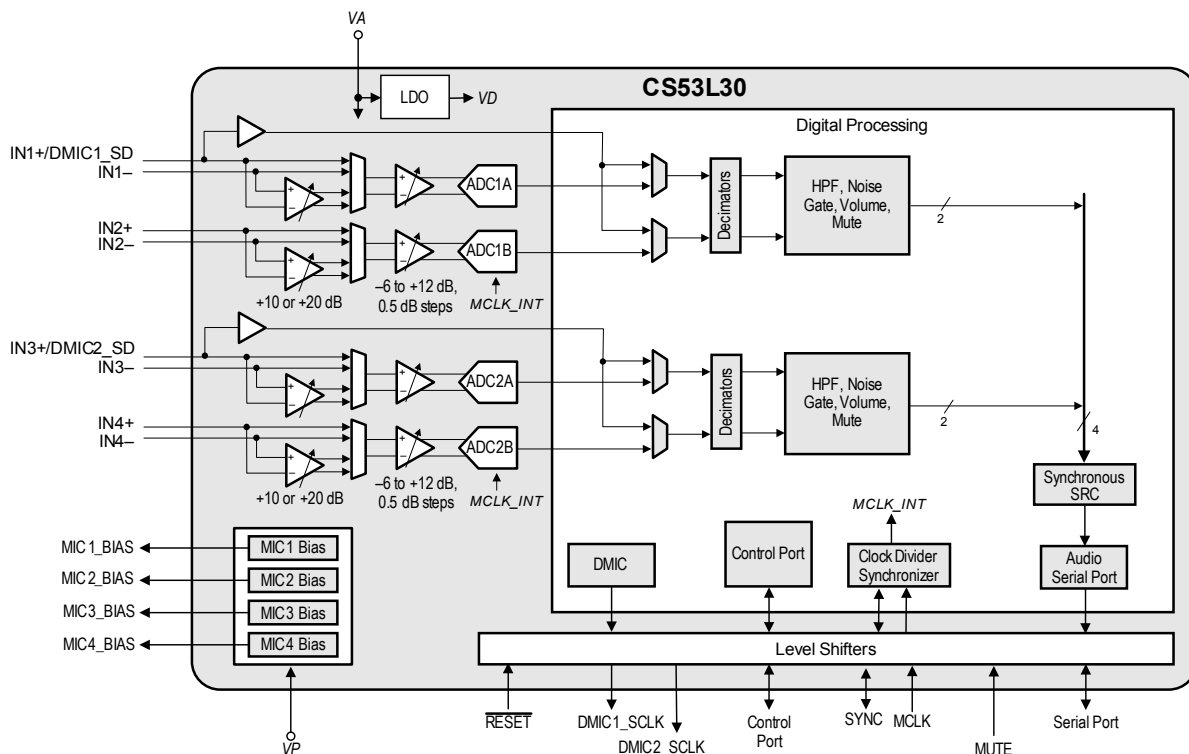 VA
CS53L30
LDO
VD
Digital Processing
IN1+/DMIC1_SD
IN1–
+
–
ADC1A
Decimators
HPF, Noise
Gate, Volume,
Mute
2
IN2+
IN2–
+
–
ADC1B
+10 or +20 dB
–6 to +12 dB,
0.5 dB steps
MCLK_INT
IN3+/DMIC2_SD
IN3–
+
–
ADC2A
Decimators
HPF, Noise
Gate, Volume,
Mute
2
4
IN4+
IN4–
+
–
ADC2B
+10 or +20 dB
–6 to +12 dB,
0.5 dB steps
MCLK_INT
Synchronous
SRC
MCLK_INT
MIC1_BIAS
MIC1 Bias
MIC2_BIAS
MIC2 Bias
MIC3_BIAS
MIC3 Bias
MIC4_BIAS
MIC4 Bias
DMIC
Control Port
Clock Divider
Synchronizer
Audio
Serial Port
Level Shifters
VP
RESET
DMIC1_SCLK
DMIC2_SCLK
Control
Port
SYNC
MCLK
MUTE
Serial Port